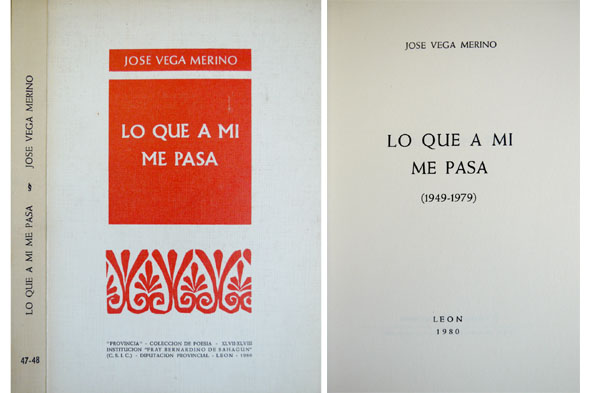 LO QUE A MI ME PASA JOSE VEGA MERINO
47-48
JOSE VEGA MERINO
LO QUE A MI
ME PASA
"PROVINCIA" - COLECCION DE POESIA - XLVII-XLVIII
INSTITUCION "FRAY BERNARDINO DE SAHAGUN"
(C. S. I. C.) - DIPUTACION PROVINCIAL - LEON - 1980
JOSE VEGA MERINO
LO QUE A MI
ME PASA
(1949-1979)
LEON
1980